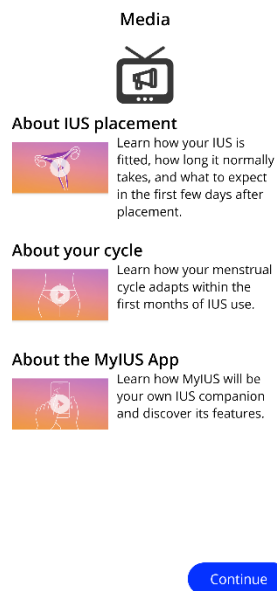 Media
About IUS placement
Learn how your IUS is
fitted, how long it normally
takes, and what to expect
in the first few days after
placement.
About your cycle
Learn how your menstrual
cycle adapts within the
first months of IUS use.
About the MyIUS App
Learn how MyIUS will be
your own IUS companion
and discover its features.
Continue